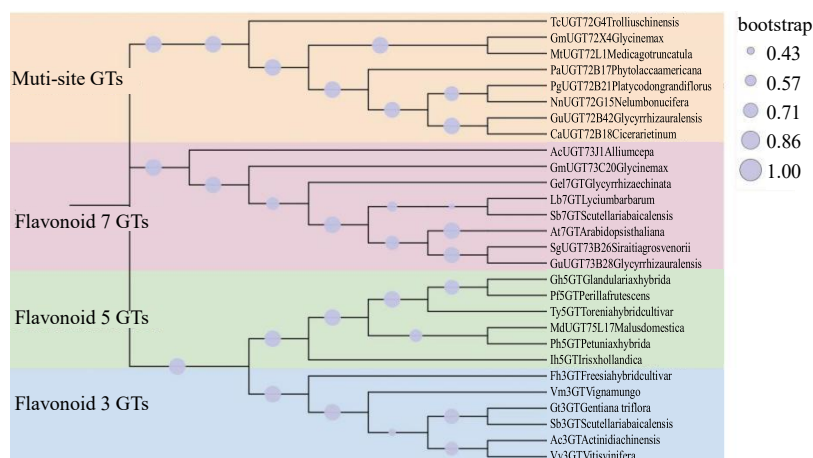 Muti-site GTs
TcUGT72G4Trolliuschinensis
GmUGT72X4Glycinemax
MtUGT72L1Medicagotruncatula
PaUGT72B17Phytolaccaamericana
PgUGT72B21Platycodongrandiflorus
NnUGT72G15Nelumbonucifera
GuUGT72B42Glycyrrhizauralensis
CaUGT72B18Cicerarietinum
Flavonoid 7 GTs
AcUGT73J1Alliumcepa
GmUGT73C20Glycinemax
Gel7GTGlycyrrhizaechinata
Lb7GTLyciumbarbarum
Sb7GTScutellariabaicalensis
At7GTArabidopsisthaliana
SgUGT73B26Siraitiagrosvenorii
GuUGT73B28Glycyrrhizauralensis
Flavonoid 5 GTs
Gh5GTGlandulariaxhybrida
Pf5GTPerillafrutescens
Ty5GTToreniahybridcultivar
MdUGT75L17Malusdomestica
Ph5GTPetuniaxhybrida
Ih5GTIrisxhollandica
Flavonoid 3 GTs
Fh3GTFreesiahybridcultivar
Vm3GTVignamungo
Gt3GTGentiana triflora
Sb3GTScutellariabaicalensis
Ac3GTActinidiachinensis
Vv3GTVitisvinifera
bootstrap
0.43
0.57
0.71
0.86
1.00